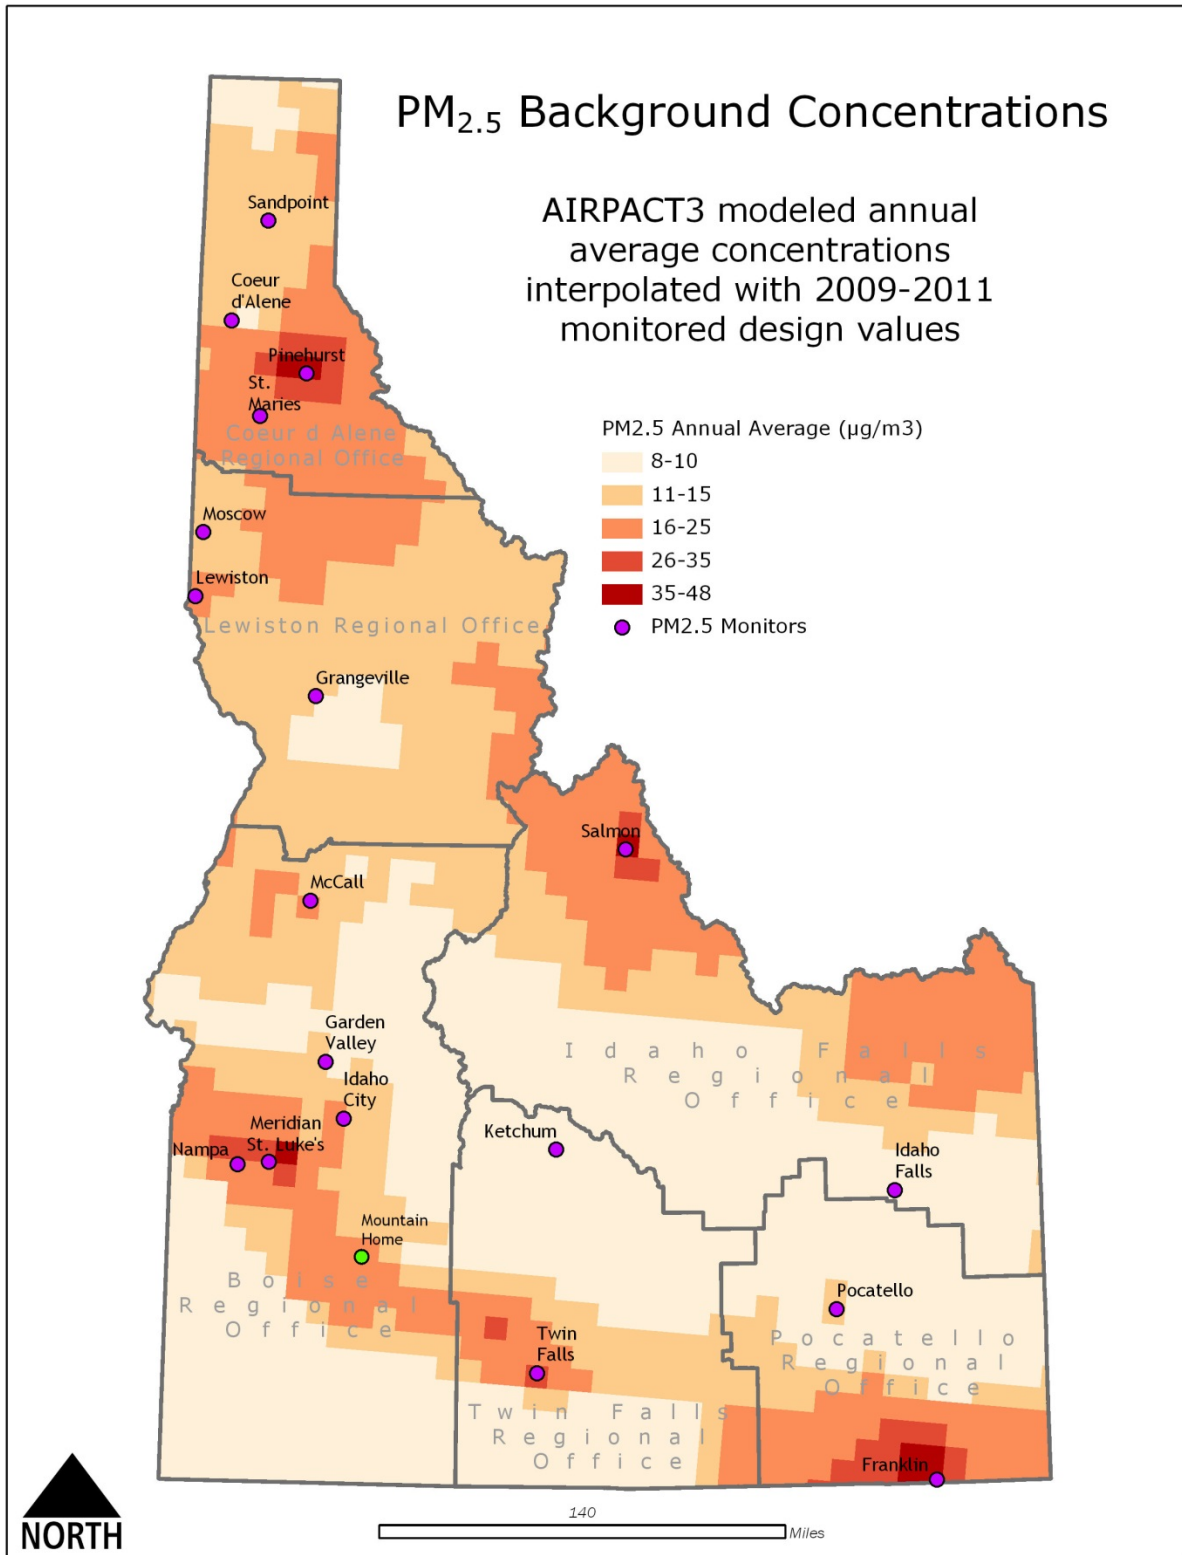 PM2.5 Background Concentrations
AIRPACT3 modeled annual
average concentrations
interpolated with 2009-2011
monitored design values
PM2.5 Annual Average (µg/m3)
8-10
11-15
16-25
26-35
35-48
PM2.5 Monitors
Sandpoint
Coeur
d'Alene
Pinehurst
St.
Maries
Coeur d Alene
Regional Office
Moscow
Lewiston
Lewiston Regional Office
Grangeville
Salmon
McCall
Garden
Valley
Idaho
City
Meridian
St. Luke's
Nampa
Idaho Falls
Regional
Office
Ketchum
Idaho
Falls
Mountain
Home
Boise
Regional
Office
Pocatello
Pocatello
Regional
Office
Twin
Falls
Twin Falls
Regional
Office
Franklin
NORTH
140
Miles